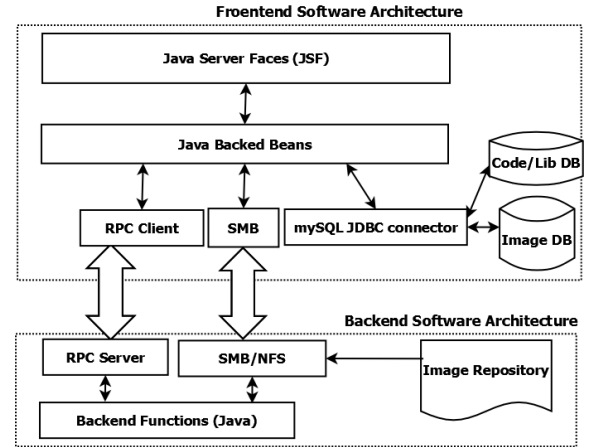 Froentend Software Architecture
Java Server Faces (JSF)
Java Backed Beans
Code/Lib DB
RPC Client
SMB
mySQL JDBC connector
Image DB
Backend Software Architecture
RPC Server
SMB/NFS
Image Repository
Backend Functions (Java)